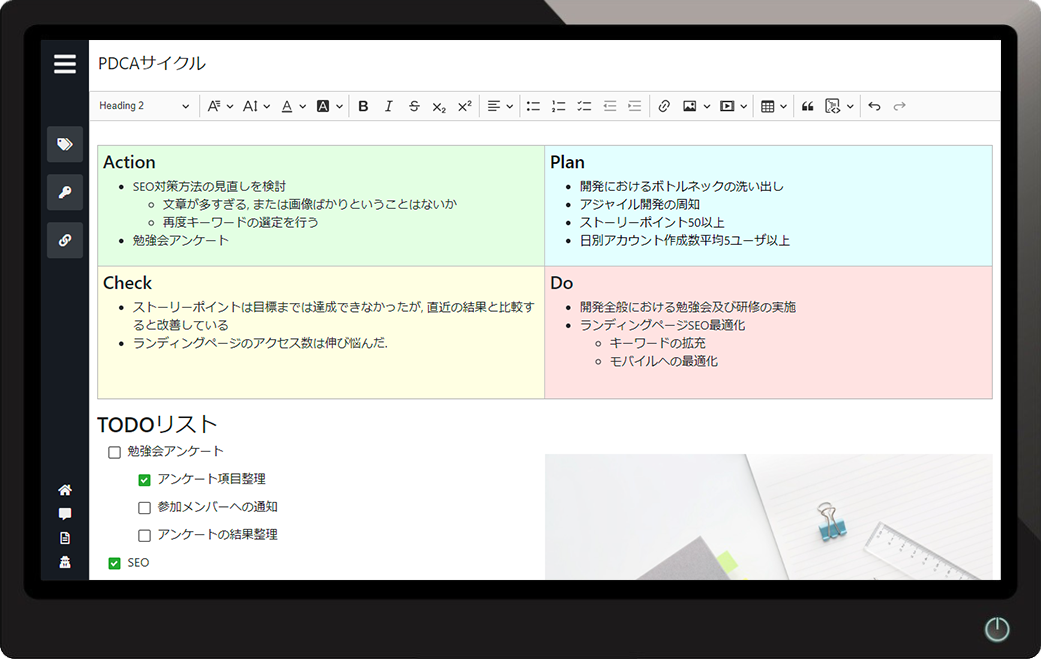 PDCAサイクル
Heading 2
Action
SEO対策方法の見直しを検討
文章が多すぎる, または画像ばかりということはないか
再度キーワードの選定を行う
勉強会アンケート
Plan
開発におけるボトルネックの洗い出し
アジャイル開発の周知
ストーリーポイント50以上
日別アカウント作成数平均5ユーザ以上
Check
ストーリーポイントは目標までは達成できなかったが, 直近の結果と比較す
ると改善している
ランディングページのアクセス数は伸び悩んだ.
Do
開発全般における勉強会及び研修の実施
ランディングページSEO最適化
キーワードの拡充
モバイルへの最適化
TODOリスト
勉強会アンケート
アンケート項目整理
参加メンバーへの通知
アンケートの結果整理
SEO